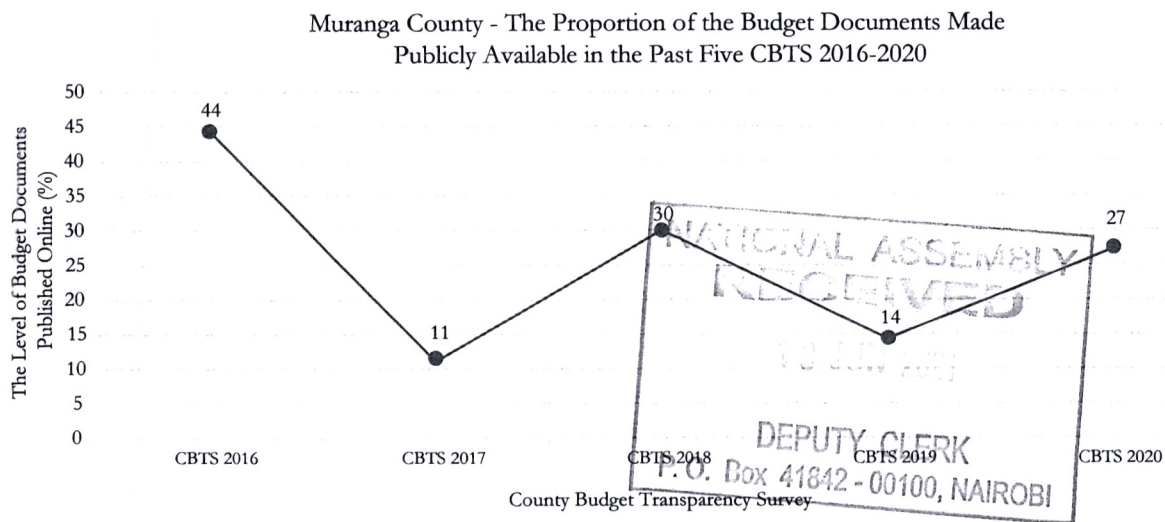 Muranga County - The Proportion of the Budget Documents Made
Publicly Available in the Past Five CBTS 2016-2020
The Level of Budget Documents
Published Online (%)
50
45
40
35
30
25
20
15
10
5
0
44
11
30
14
27
CBTS 2016
CBTS 2017
CBTS 2018
CBTS 2019
CBTS 2020
County Budget Transparency Survey
NATIONAL ASSEMBLY
RECEIVED
DEPUTY CLERK
P. O. Box 41842 - 00100, NAIROBI